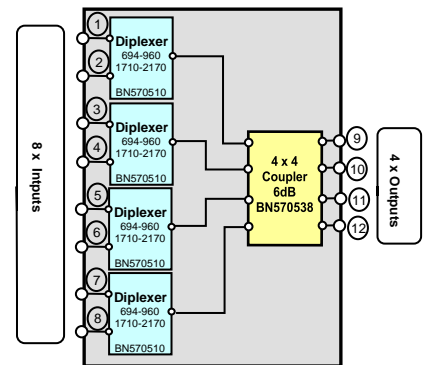 8 x Intputs
1
2
Diplexer
694-960
1710-2170
BN570510
3
4
Diplexer
694-960
1710-2170
BN570510
5
6
Diplexer
694-960
1710-2170
BN570510
7
8
Diplexer
694-960
1710-2170
BN570510
4 x 4
Coupler
6dB
BN570538
9
10
11
12
4 x Outputs